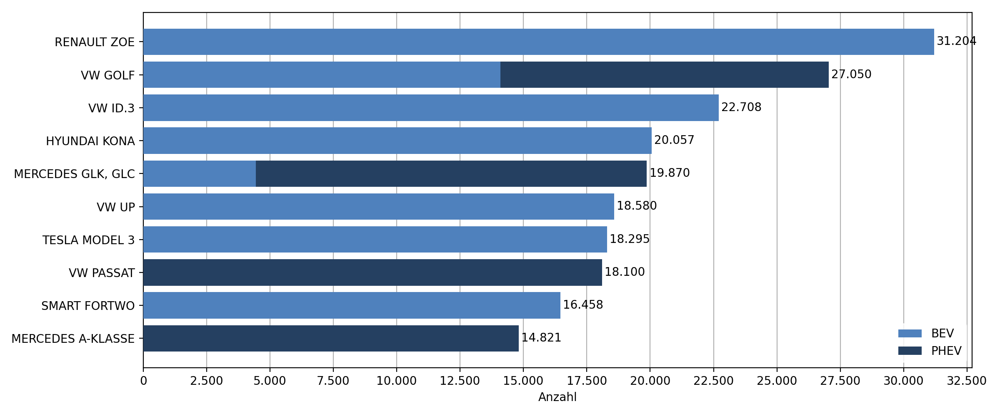 RENAULT ZOE 31.204
VW GOLF 27.050
VW ID.3 22.708
HYUNDAI KONA 20.057
MERCEDES GLK, GLC 19.870
VW UP 18.580
TESLA MODEL 3 18.295
VW PASSAT 18.100
SMART FORTWO 16.458
MERCEDES A-KLASSE 14.821
BEV
PHEV
0 2.500 5.000 7.500 10.000 12.500 15.000 17.500 20.000 22.500 25.000 27.500 30.000 32.500
Anzahl